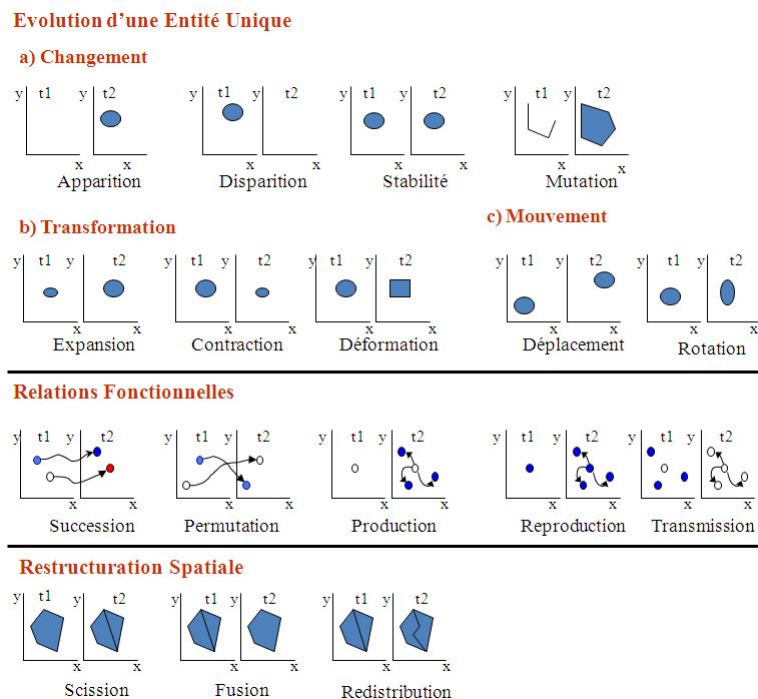 Evolution d'une Entité Unique
a) Changement
y t1 y t2 y t1 y t2 y t1 y t2 y t1 y t2
x x x x x x x x
Apparition Disparition Stabilité Mutation
b) Transformation c) Mouvement
y t1 y t2 y t1 y t2 y t1 y t2 y t1 y t2 y t1 y t2
x x x x x x x x x x
Expansion Contraction Déformation Déplacement Rotation
Relations Fonctionnelles
y t1 y t2 y t1 y t2 y t1 y t2 y t1 y t2 y t1 y t2
x x x x x x x x x x
Succession Permutation Production Reproduction Transmission
Restructuration Spatiale
y t1 y t2 y t1 y t2 y t1 y t2
x x x x x x
Scission Fusion Redistribution